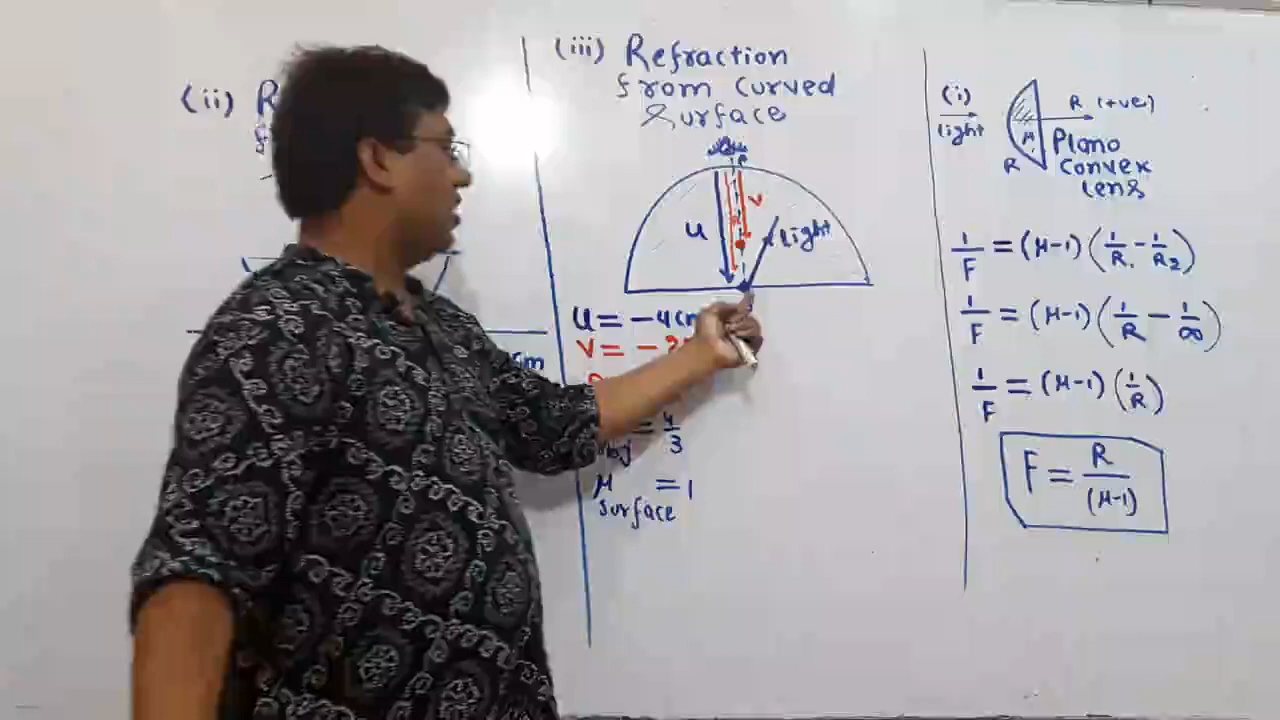 (ii) R
(iii) Refraction
from curved
Surface
P
u
v
light
u = -4cm
v = -3
= 4/3
μ = 1
surface
(i)
light
R (+ve)
μ
R
Plano
convex
lens
1/F = (μ-1)(1/R₁ - 1/R₂)
1/F = (μ-1)(1/R - 1/∞)
1/F = (μ-1)(1/R)
F = R/(μ-1)